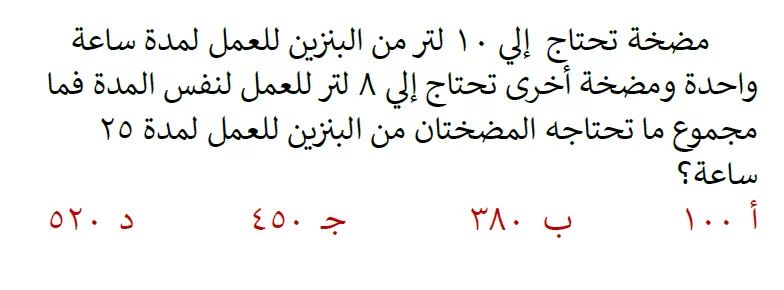 مضخة تحتاج إلي ١٠ لتر من البنزين للعمل لمدة ساعة
واحدة ومضخة أخرى تحتاج إلي ٨ لتر للعمل لنفس المدة فما
مجموع ما تحتاجه المضختان من البنزين للعمل لمدة ٢٥
ساعة؟
أ ١٠٠ ب ٣٨٠ جـ ٤٥٠ د ٥٢٠